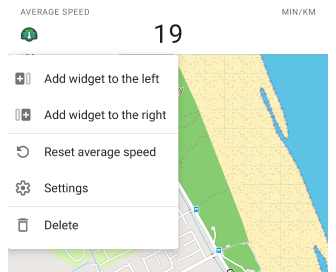 AVERAGE SPEED MIN/KM
19
Add widget to the left
Add widget to the right
Reset average speed
Settings
Delete